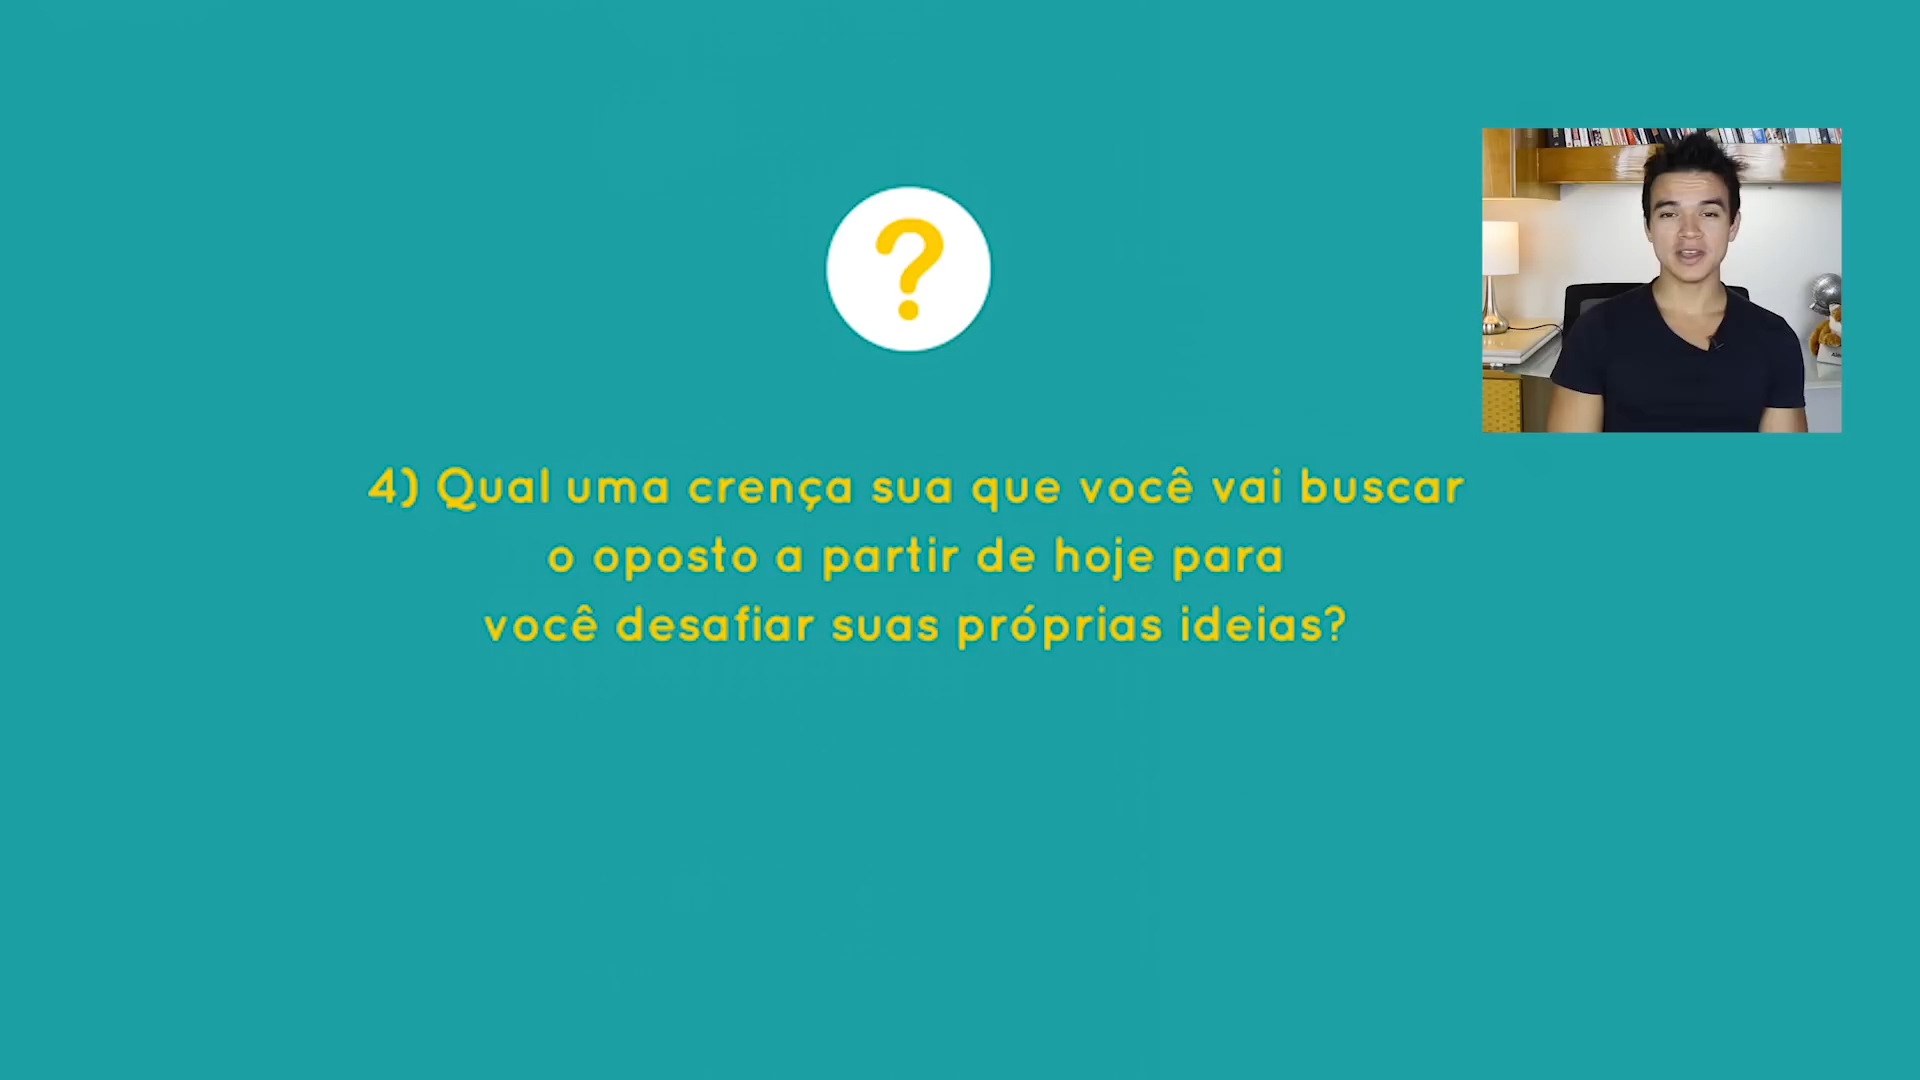 ?
4) Qual uma crença sua que você vai buscar
o oposto a partir de hoje para
você desafiar suas próprias ideias?